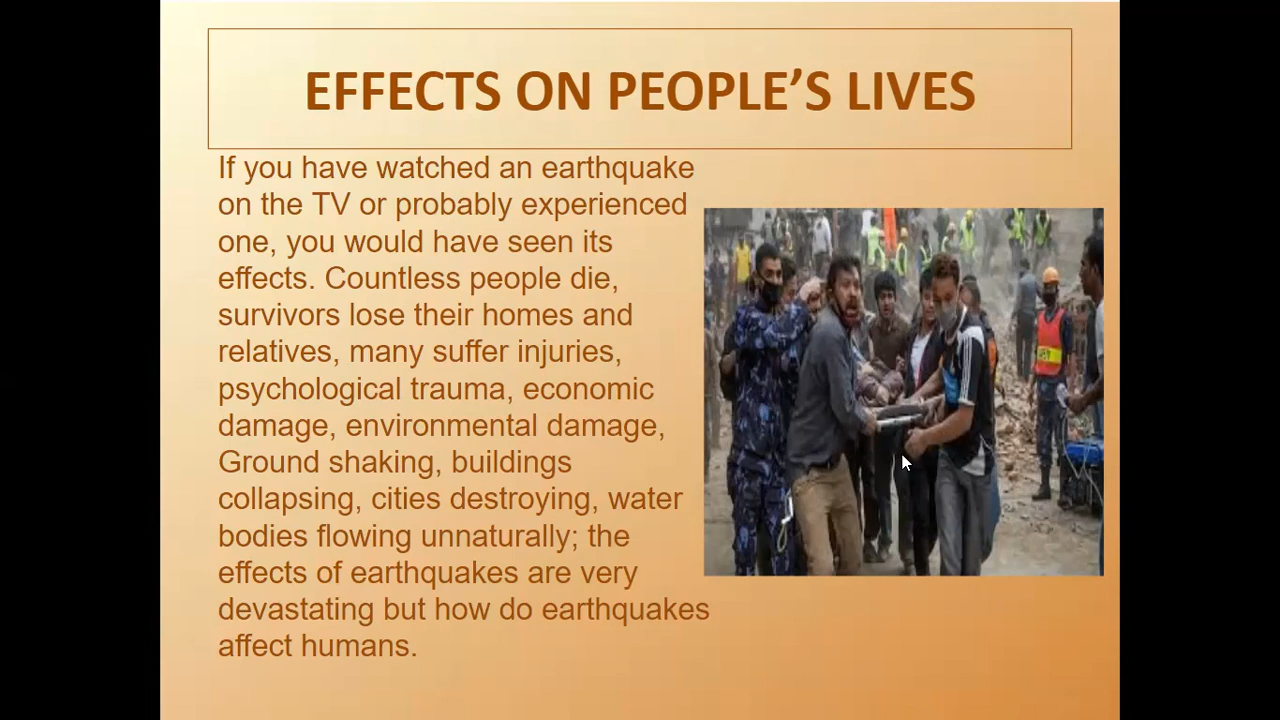 EFFECTS ON PEOPLE'S LIVES
If you have watched an earthquake
on the TV or probably experienced
one, you would have seen its
effects. Countless people die,
survivors lose their homes and
relatives, many suffer injuries,
psychological trauma, economic
damage, environmental damage,
Ground shaking, buildings
collapsing, cities destroying, water
bodies flowing unnaturally; the
effects of earthquakes are very
devastating but how do earthquakes
affect humans.